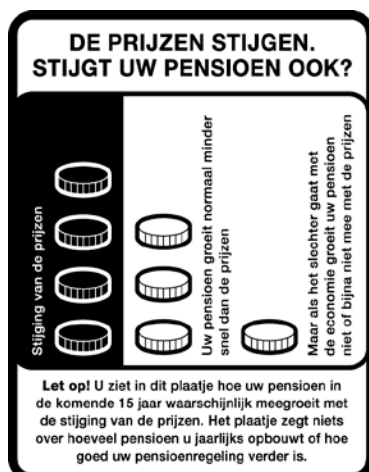 DE PRIJZEN STIJGEN.
STIJGT UW PENSIOEN OOK?
Stijging van de prijzen
Uw pensioen groeit normaal minder
snel dan de prijzen
Maar als het slechter gaat met
de economie groeit uw pensioen
niet of bijna niet mee met de prijzen
Let op! U ziet in dit plaatje hoe uw pensioen in
de komende 15 jaar waarschijnlijk meegroeit met
de stijging van de prijzen. Het plaatje zegt niets
over hoeveel pensioen u jaarlijks opbouwt of hoe
goed uw pensioenregeling verder is.